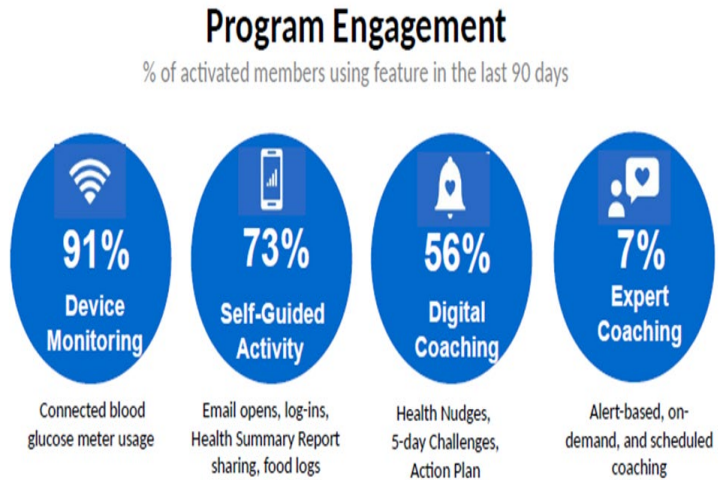 Program Engagement
% of activated members using feature in the last 90 days
91%
Device
Monitoring
Connected blood
glucose meter usage
73%
Self-Guided
Activity
Email opens, log-ins,
Health Summary Report
sharing, food logs
56%
Digital
Coaching
Health Nudges,
5-day Challenges,
Action Plan
7%
Expert
Coaching
Alert-based, on-
demand, and scheduled
coaching